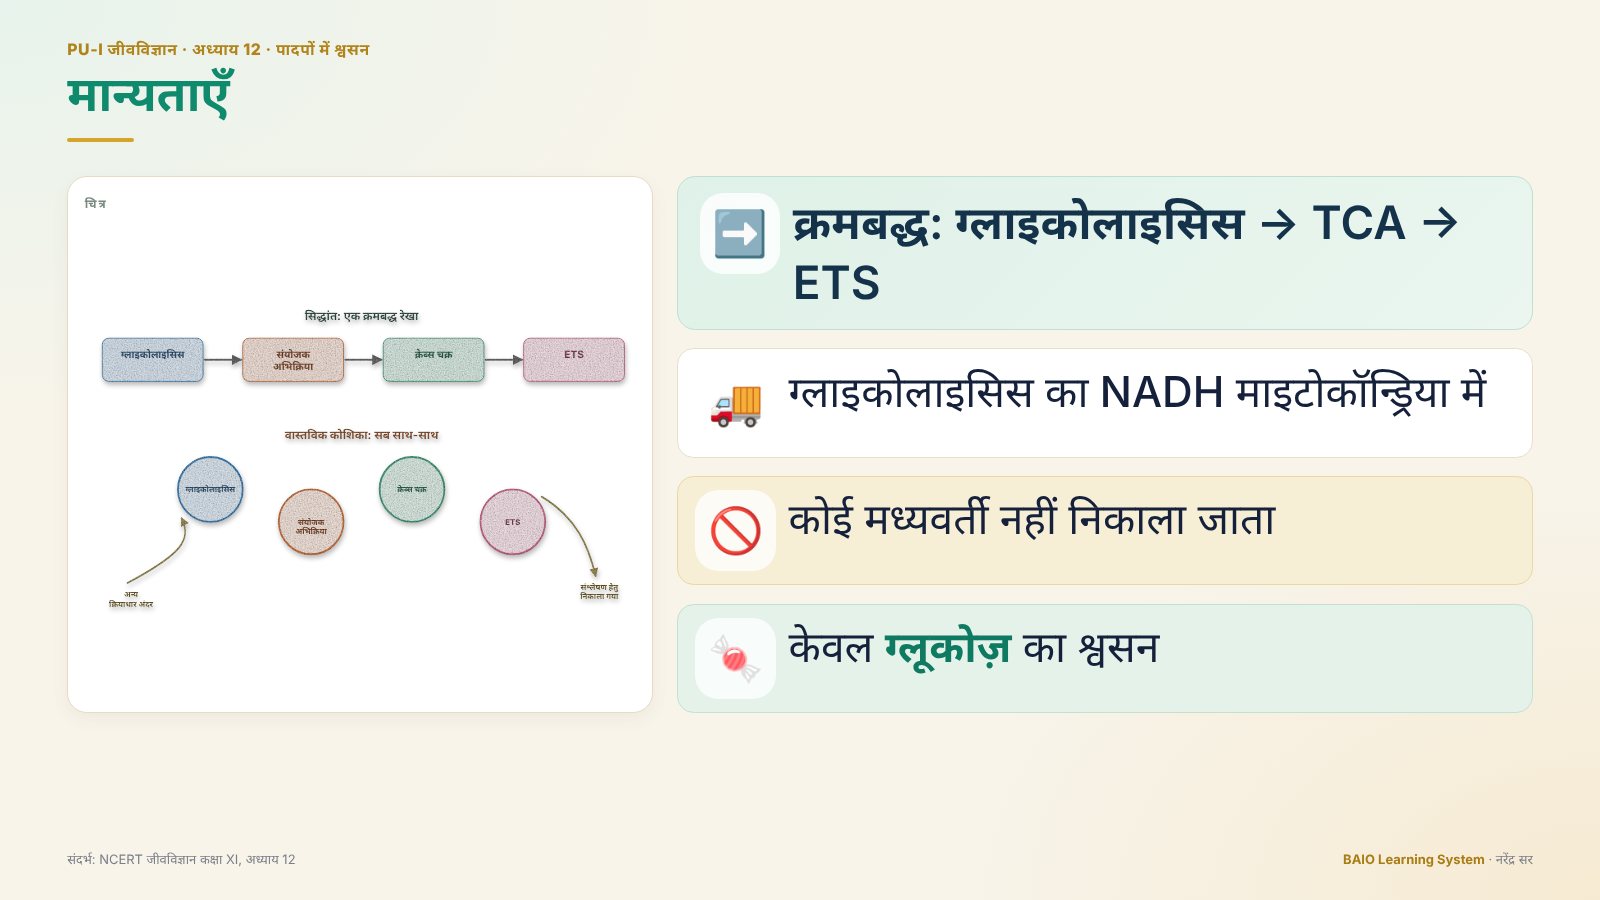 PU-I जीवविज्ञान · अध्याय 12 · पादपों में श्वसन
मान्यताएँ
चित्र
सिद्धांत: एक क्रमबद्ध रेखा
ग्लाइकोलाइसिस
संयोजक
अभिक्रिया
क्रेब्स चक्र
ETS
वास्तविक कोशिका: सब साथ-साथ
ग्लाइकोलाइसिस
संयोजक
अभिक्रिया
क्रेब्स चक्र
ETS
अन्य
क्रियाधार अंदर
संश्लेषण हेतु
निकाला गया
क्रमबद्ध: ग्लाइकोलाइसिस → TCA →
ETS
ग्लाइकोलाइसिस का NADH माइटोकॉन्ड्रिया में
कोई मध्यवर्ती नहीं निकाला जाता
केवल ग्लूकोज़ का श्वसन
संदर्भ: NCERT जीवविज्ञान कक्षा XI, अध्याय 12
BAIO Learning System · नरेंद्र सर